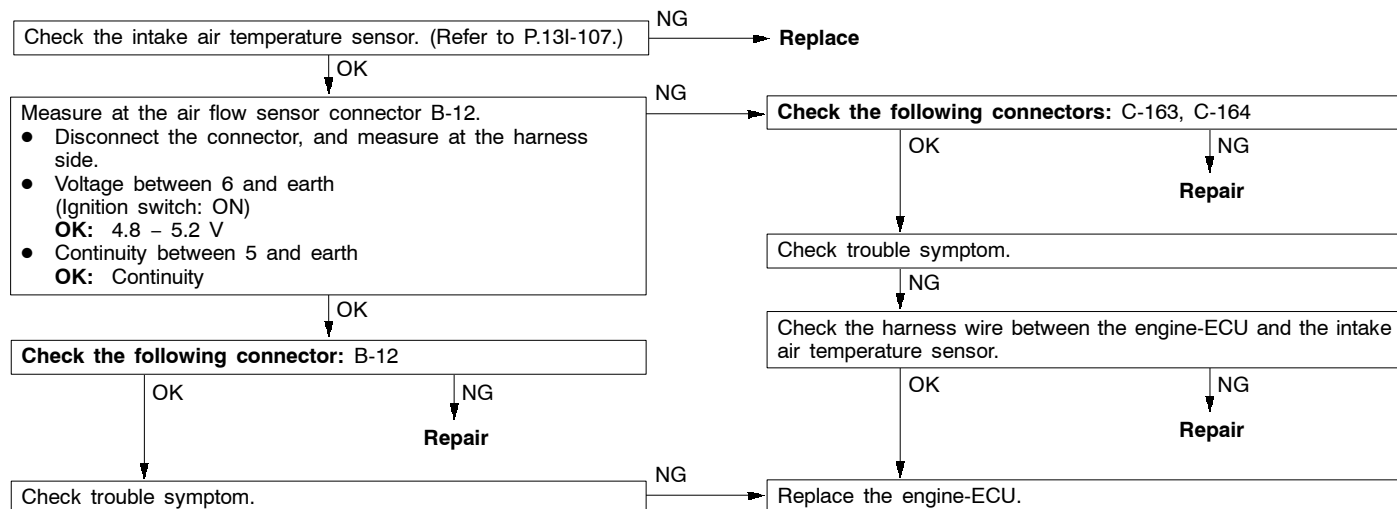 Check the intake air temperature sensor. (Refer to P.13I-107.)
NG
Replace
OK
Measure at the air flow sensor connector B-12.
● Disconnect the connector, and measure at the harness
side.
● Voltage between 6 and earth
(Ignition switch: ON)
OK: 4.8 – 5.2 V
● Continuity between 5 and earth
OK: Continuity
NG
Check the following connectors: C-163, C-164
OK
NG
Repair
Check trouble symptom.
NG
Check the harness wire between the engine-ECU and the intake
air temperature sensor.
OK
NG
Repair
OK
Check the following connector: B-12
OK
NG
Repair
Check trouble symptom.
NG
Replace the engine-ECU.